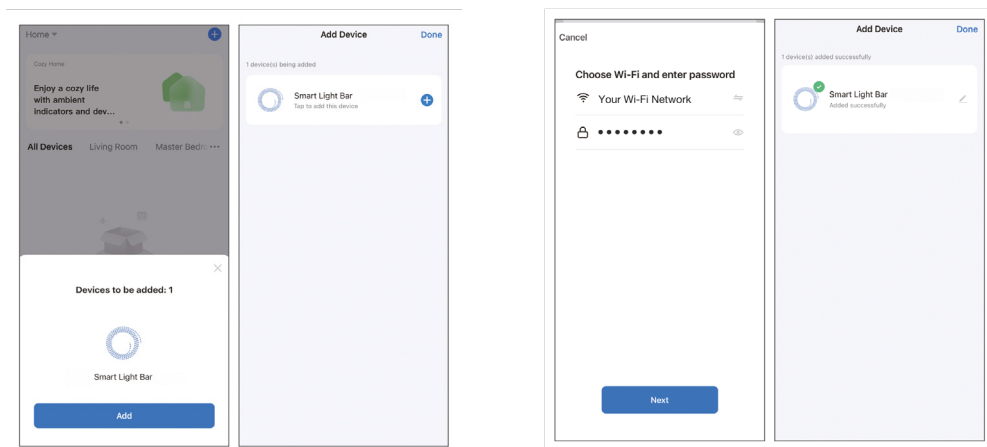 Home
Cozy Home
Enjoy a cozy life
with ambient
indicators and dev...
All Devices Living Room Master Bedr ...
Devices to be added: 1
Smart Light Bar
Add
Add Device Done
1 device(s) being added
Smart Light Bar
Tap to add this device
Cancel
Choose Wi-Fi and enter password
Your Wi-Fi Network
Next
Add Device Done
1 device(s) added successfully
Smart Light Bar
Added successfully